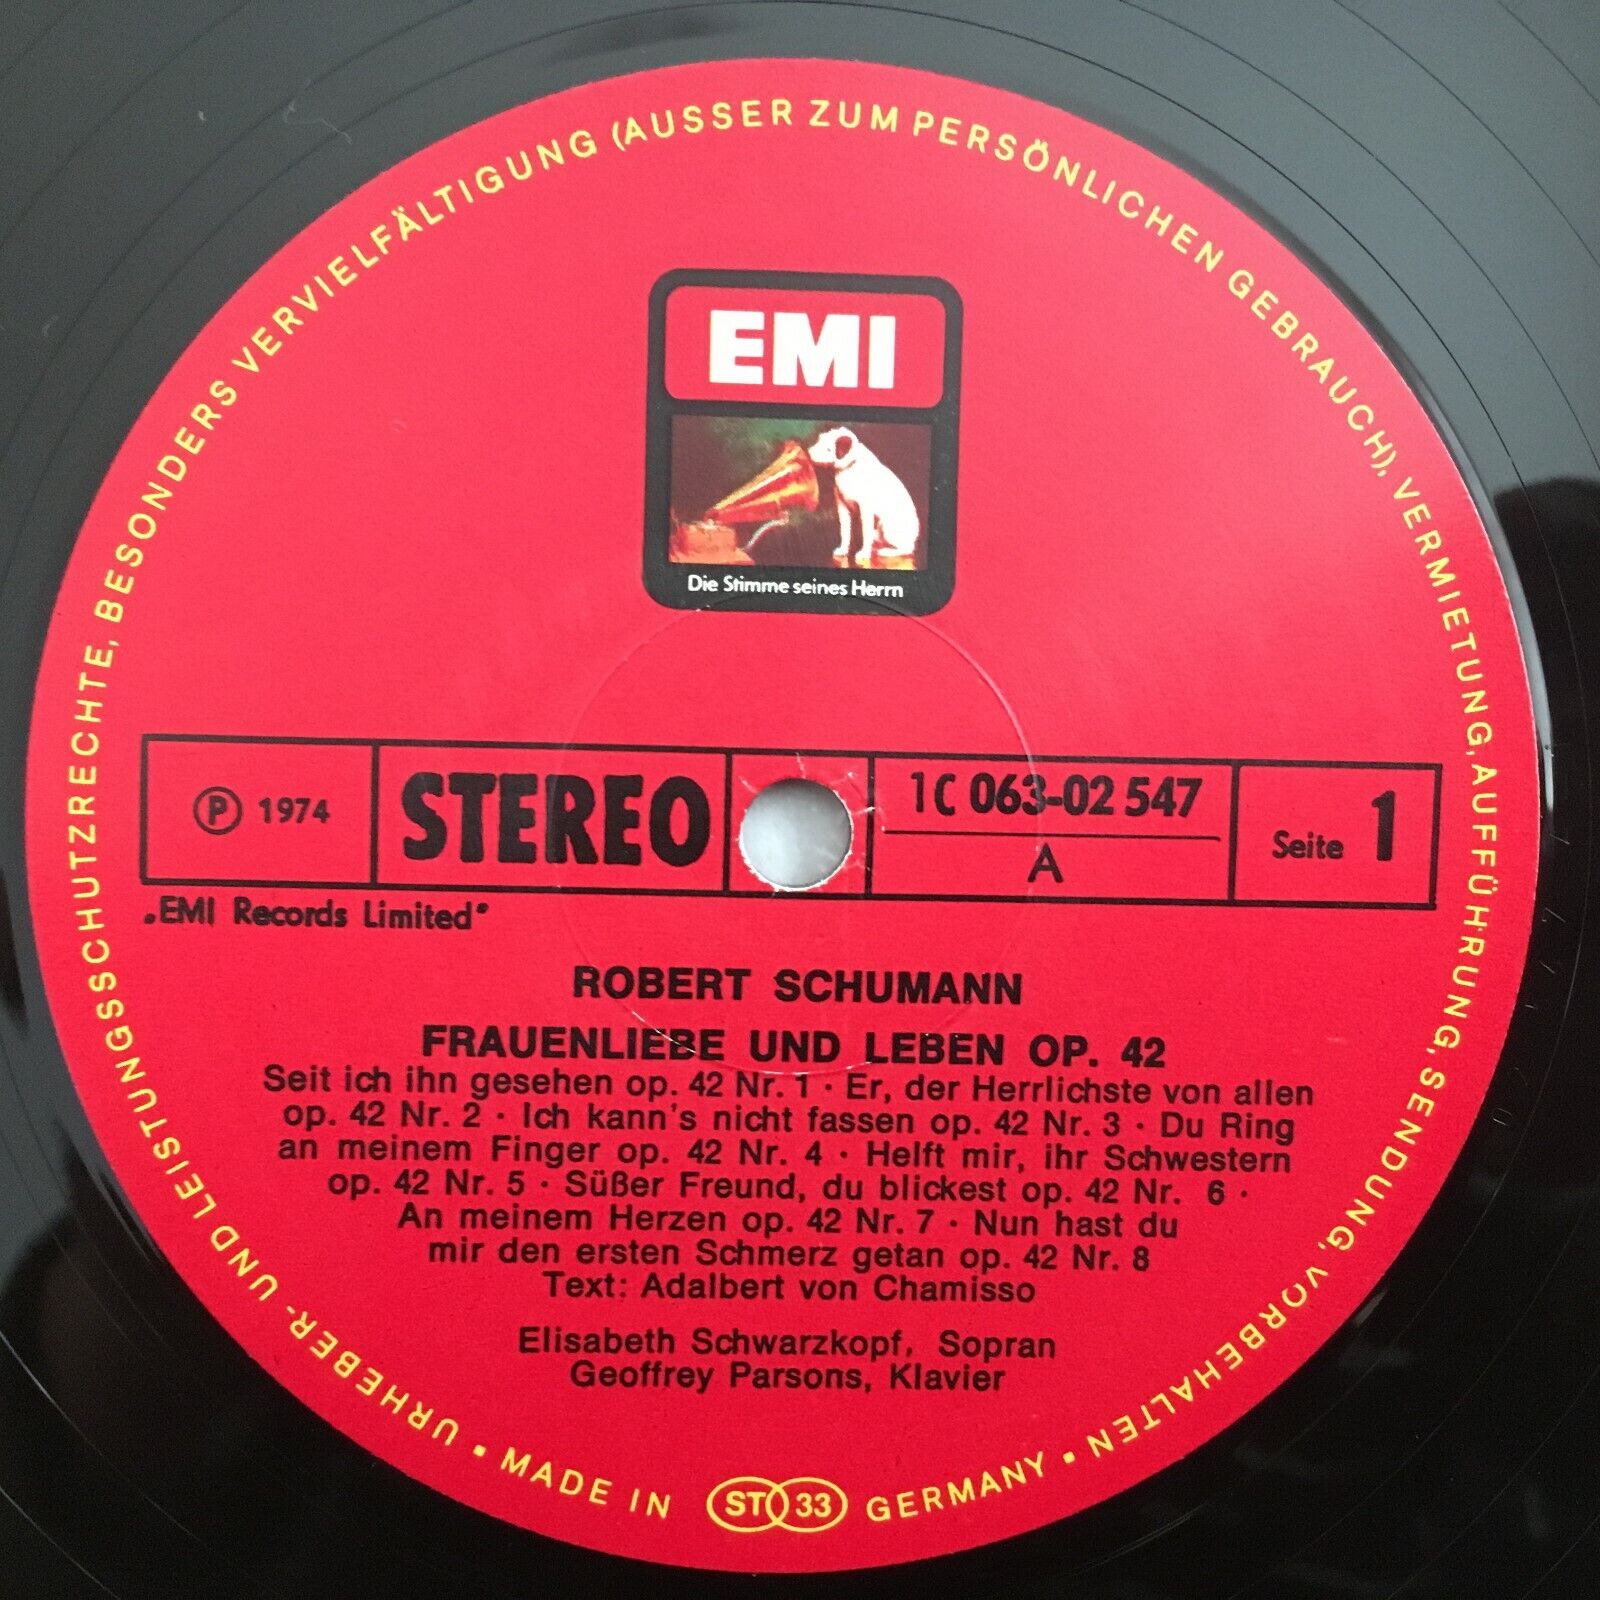 URHEBER- UND LEISTUNGSSCHUTZRECHTE, BESONDERS VERVIELFÄLTIGUNG (AUSSER ZUM PERSÖNLICHEN GEBRAUCH), VERMIETUNG, AUFFÜHRUNG, SENDUNG, VORBEHALTEN •
EMI
Die Stimme seines Herrn
Ⓟ 1974
STEREO
1C 063-02 547
A
Seite 1
„EMI Records Limited"
ROBERT SCHUMANN
FRAUENLIEBE UND LEBEN OP. 42
Seit ich ihn gesehen op. 42 Nr. 1 · Er, der Herrlichste von allen
op. 42 Nr. 2 · Ich kann's nicht fassen op. 42 Nr. 3 · Du Ring
an meinem Finger op. 42 Nr. 4 · Helft mir, ihr Schwestern
op. 42 Nr. 5 · Süßer Freund, du blickest op. 42 Nr. 6 ·
An meinem Herzen op. 42 Nr. 7 · Nun hast du
mir den ersten Schmerz getan op. 42 Nr. 8
Text: Adalbert von Chamisso
Elisabeth Schwarzkopf, Sopran
Geoffrey Parsons, Klavier
• MADE IN ST 33 GERMANY